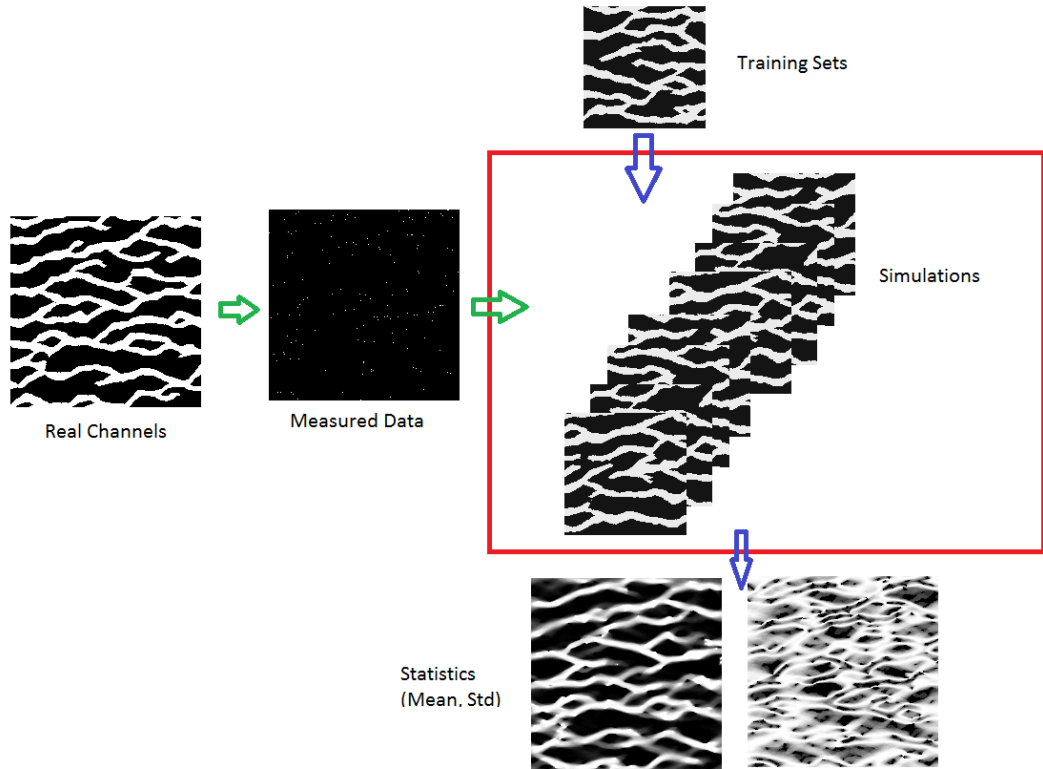 Training Sets
Simulations
Real Channels
Measured Data
Statistics
(Mean, Std)